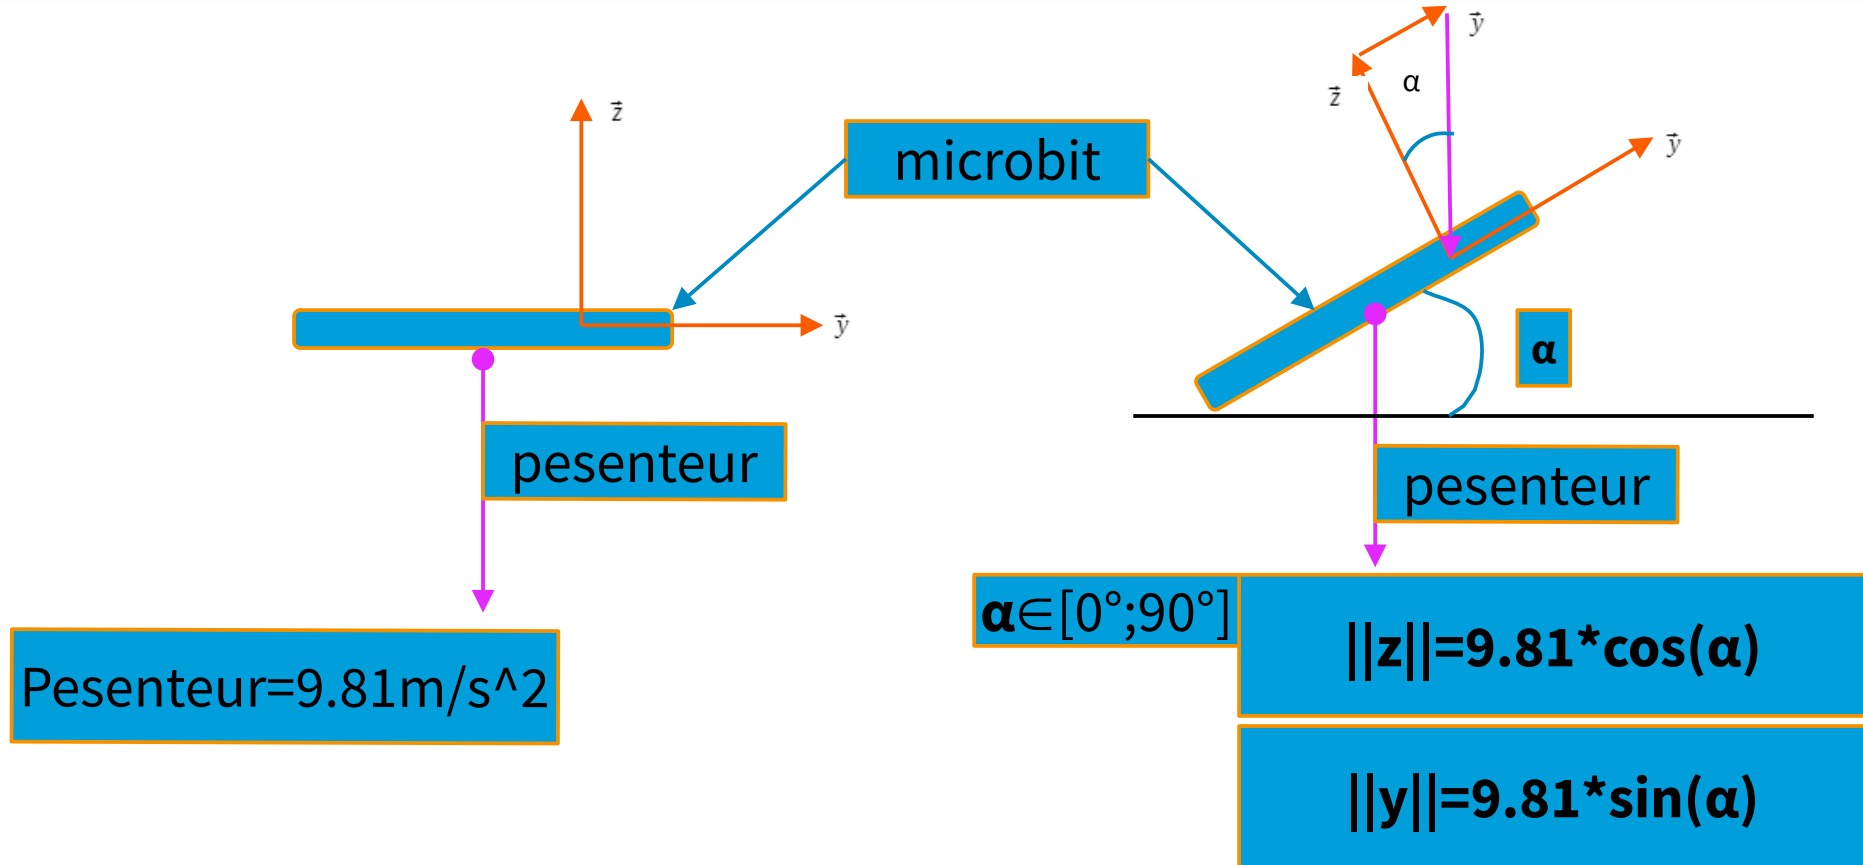 z⃗
microbit
y⃗
pesenteur
Pesenteur=9.81m/s^2
y⃗
α
z⃗
y⃗
α
pesenteur
α∈[0°;90°]
||z||=9.81*cos(α)
||y||=9.81*sin(α)